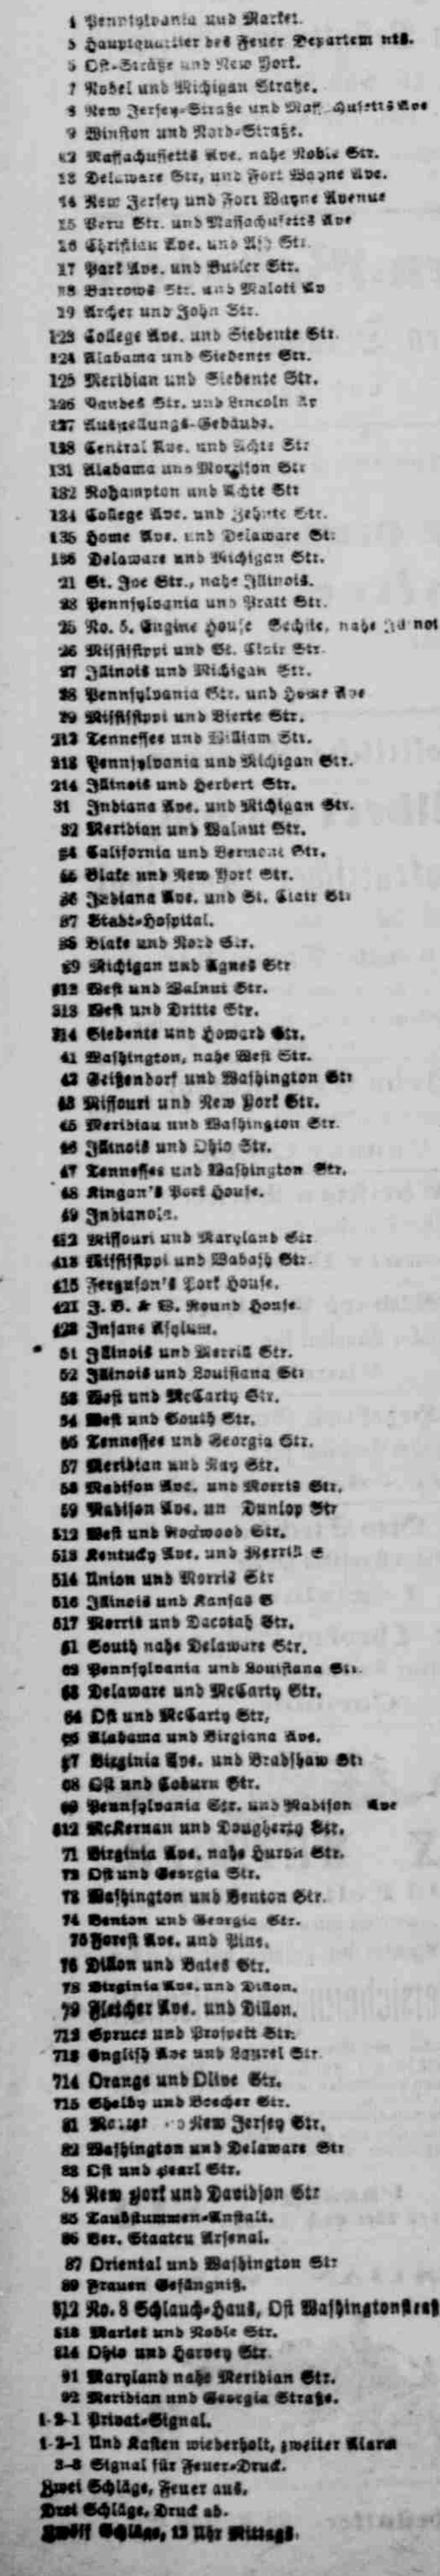 4 Pennsylvania und Market.
5 Hauptquartier des Feuer Departem nts.
6 Ost-Straße und New York.
7 Nobel und Michigan Straße.
8 New Jersey-Straße und Massachusetts Ave
9 Winston und Nord-Straße.
12 Massachusetts Ave. nahe Noble Str.
13 Delaware Str, und Fort Wayne Ave.
14 New Jersey und Fort Wayne Avenue
15 Peru Str. und Massachusetts Ave
16 Christian Ave. und Ash Str.
17 Park Ave. und Butler Str.
18 Barrows Str. und Malott Av
19 Archer und John Str.
123 College Ave. und Siebente Str.
124 Alabama und Siebente Str.
125 Meridian und Siebente Str.
126 Yandes Str. und Lincoln Av
127 Ausstellungs-Gebäude.
128 Central Ave. und Achte Str
131 Alabama und Morrison Str
132 Rohampton und Achte Str
134 College Ave. und Zehnte Str.
135 Home Ave. und Delaware St.
136 Delaware und Michigan Str.
21 St. Joe Str., nahe Illinois.
23 Pennsylvania und Pratt Str.
25 No. 5. Engine House Sechste, nahe
26 Mississippi und St. Clair Str
27 Illinois und Michigan Str.
28 Pennsylvania Str. und Home Ave
29 Mississippi und Vierte Str.
212 Tennessee und William Str.
213 Pennsylvania und Michigan Str.
214 Illinois und Herbert Str.
31 Indiana Ave. und Michigan Str.
32 Meridian und Walnut Str.
34 California und Vermont Str.
35 Blake und New York Str.
36 Indiana Ave. und St. Clair Str
37 Stadt-Hospital.
38 Blake und Nord Str.
39 Michigan und Agnes Str
312 West und Walnut Str.
313 West und Dritte Str.
314 Siebente und Howard Str.
41 Washington, nahe West Str.
42 Geisendorf und Washington Str
43 Missouri und New York Str.
45 Meridian und Washington Str.
46 Illinois und Ohio Str.
47 Tennessee und Washington Str.
48 Kingan's Pork House.
49 Indianola.
412 Missouri und Maryland Str
413 Mississippi und Wabash Str.
415 Ferguson's Pork House.
421 J. B. & W. Round House.
423 Insane Asylum.
51 Illinois und Merrill Str.
52 Illinois und Louisiana Str
53 West und McCarty Str.
54 West und South Str.
56 Tennessee und Georgia Str.
57 Meridian und Ray Str.
58 Madison Ave. und Morris Str.
59 Madison Ave. un Dunlop Str
512 West und Rockwood Str.
513 Kentucky Ave. und Merrill S
514 Union und Morris Str
516 Illinois und Kansas S
517 Morris und Dacotah Str.
61 South nahe Delaware Str.
62 Pennsylvania und Louisiana Str.
63 Delaware und McCarty Str.
64 Ost und McCarty Str,
65 Alabama und Virgiana Ave.
67 Virginia Ave. und Bradshaw Str
68 Ost und Coburn Str.
69 Pennsylvania Str. und Madison Ave
612 McKernan und Dougherty Str.
71 Virginia Ave. nahe Huron Str.
72 Ost und Georgia Str.
73 Washington und Benton Str.
74 Benton und Georgia Str.
75 Forest Ave. und Pine.
76 Dillon und Bates Str.
78 Virginia Ave. und Dillon.
79 Fletcher Ave. und Dillon.
712 Spruce und Prospekt Str.
713 English Ave und Laurel Str
714 Orange und Olive Str.
715 Shelby und Beecher Str.
81 Market New Jersey Str.
82 Washington und Delaware Str
83 Ost und Pearl Str.
84 New York und Davidson Str
85 Taubstummen-Anstalt.
86 Ver. Staaten Arsenal.
87 Oriental und Washington Str
89 Frauen Gefängniß.
812 No. 8 Schlauch-Haus, Ost Washingtonstraß
813 Market und Noble Str.
814 Ohio und Harvey Str.
91 Maryland nahe Meridian Str.
92 Meridian und Georgia Straße.
1-2-1 Privat-Signal.
1-2-1 Und Kasten wiederholt, zweiter Alarm
3-3 Signal für Feuer-Druck.
Zwei Schläge, Feuer aus.
Drei Schläge, Druck ab.
Zwölf Schläge, 12 Uhr Mittags.